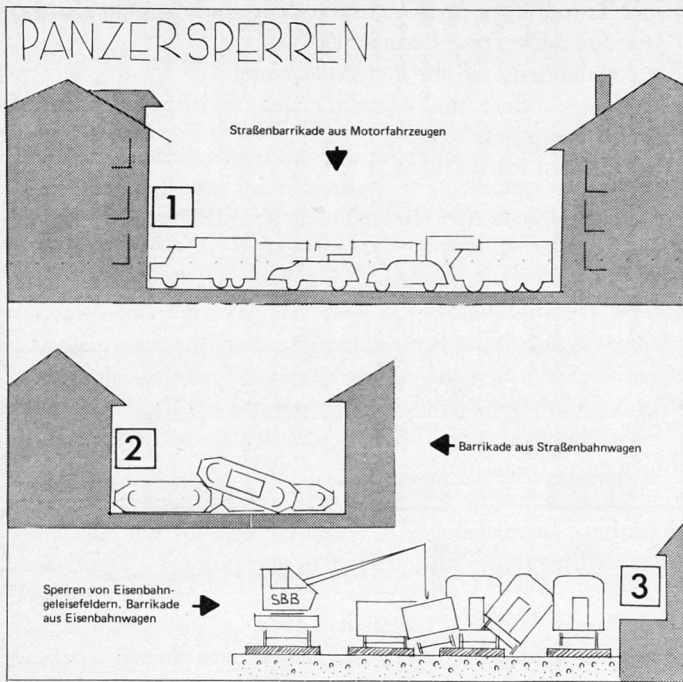 PANZERSPERREN
Straßenbarrikade aus Motorfahrzeugen
1
2
Barrikade aus Straßenbahnwagen
Sperren von Eisenbahn-
geleisefeldern. Barrikade
aus Eisenbahnwagen
SBB
3